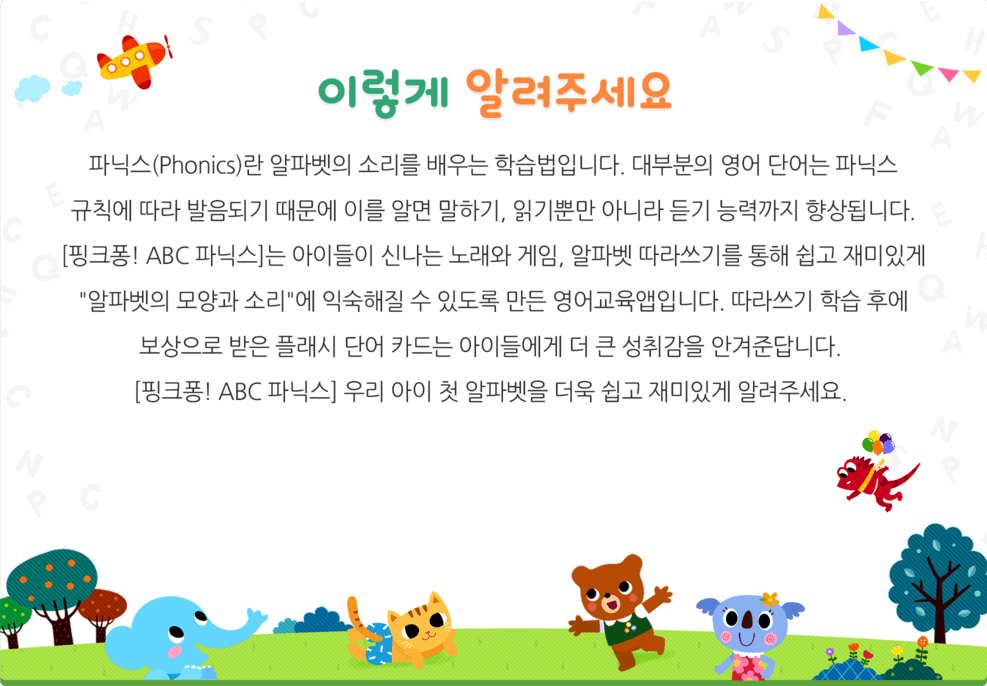 이렇게 알려주세요
파닉스(Phonics)란 알파벳의 소리를 배우는 학습법입니다. 대부분의 영어 단어는 파닉스
규칙에 따라 발음되기 때문에 이를 알면 말하기, 읽기뿐만 아니라 듣기 능력까지 향상됩니다.
[핑크퐁! ABC 파닉스]는 아이들이 신나는 노래와 게임, 알파벳 따라쓰기를 통해 쉽고 재미있게
"알파벳의 모양과 소리"에 익숙해질 수 있도록 만든 영어교육앱입니다. 따라쓰기 학습 후에
보상으로 받은 플래시 단어 카드는 아이들에게 더 큰 성취감을 안겨준답니다.
[핑크퐁! ABC 파닉스] 우리 아이 첫 알파벳을 더욱 쉽고 재미있게 알려주세요.